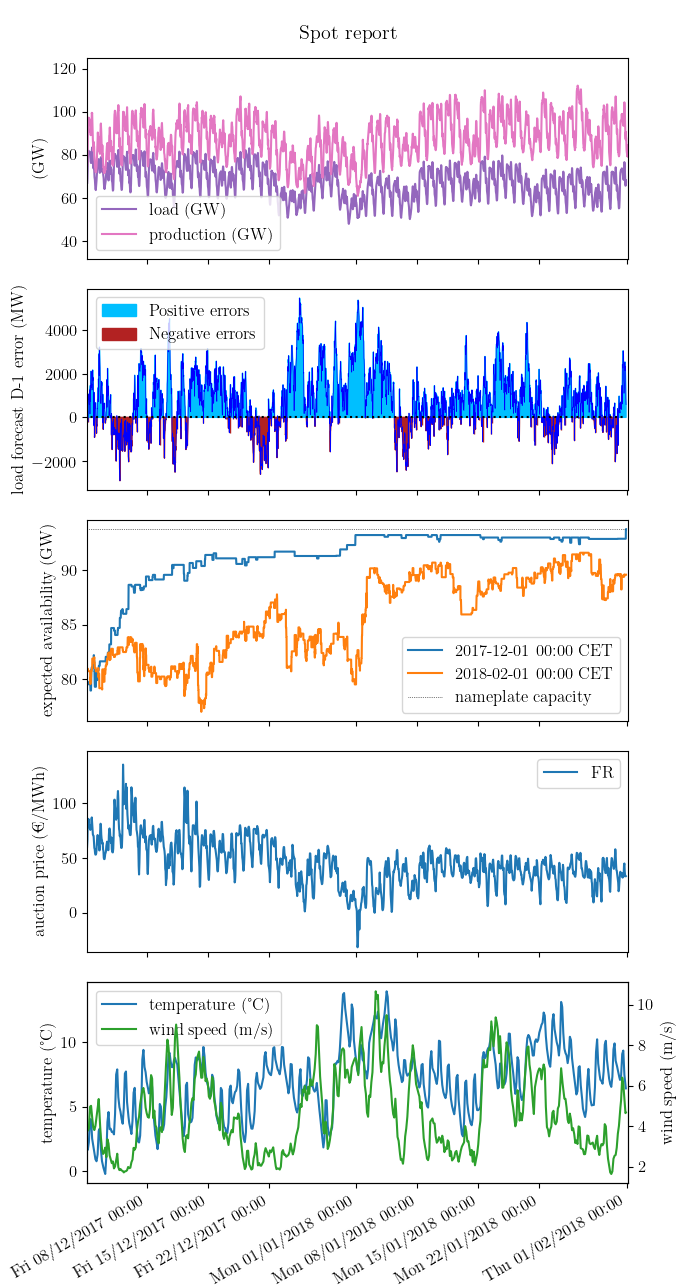 Spot report
(GW)
120
100
80
60
40
load (GW)
production (GW)
load forecast D-1 error (MW)
4000
2000
0
−2000
Positive errors
Negative errors
expected availability (GW)
90
85
80
2017-12-01 00:00 CET
2018-02-01 00:00 CET
nameplate capacity
auction price (€/MWh)
100
50
0
FR
temperature (°C)
10
5
0
temperature (°C)
wind speed (m/s)
10
8
6
4
2
wind speed (m/s)
Fri 08/12/2017 00:00
Fri 15/12/2017 00:00
Fri 22/12/2017 00:00
Mon 01/01/2018 00:00
Mon 08/01/2018 00:00
Mon 15/01/2018 00:00
Mon 22/01/2018 00:00
Thu 01/02/2018 00:00